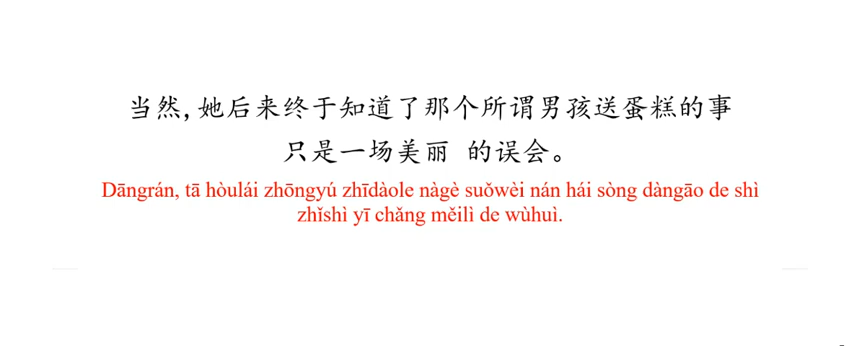 当然,她后来终于知道了那个所谓男孩送蛋糕的事
只是一场美丽 的误会。
Dāngrán, tā hòulái zhōngyú zhīdàole nàgè suǒwèi nán hái sòng dàngāo de shì
zhǐshì yī chǎng měilì de wùhuì.